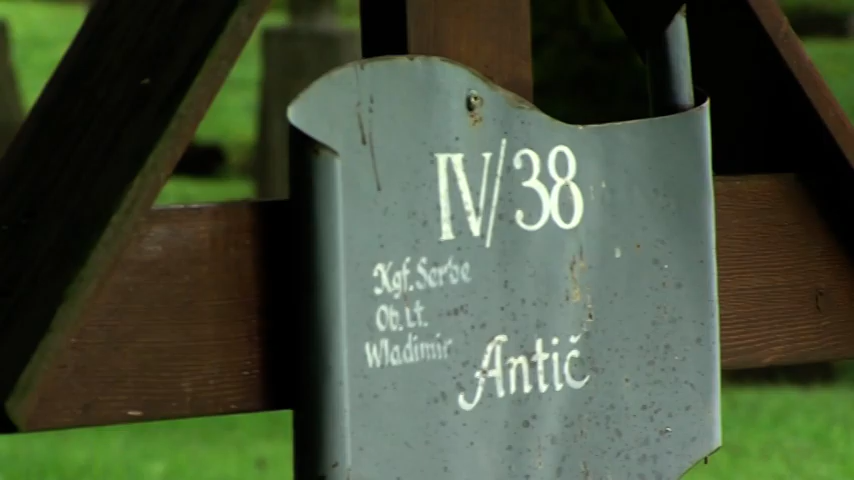 IV/38
Kgf. Serbe
Ob. Lt.
Wladimir
Antič